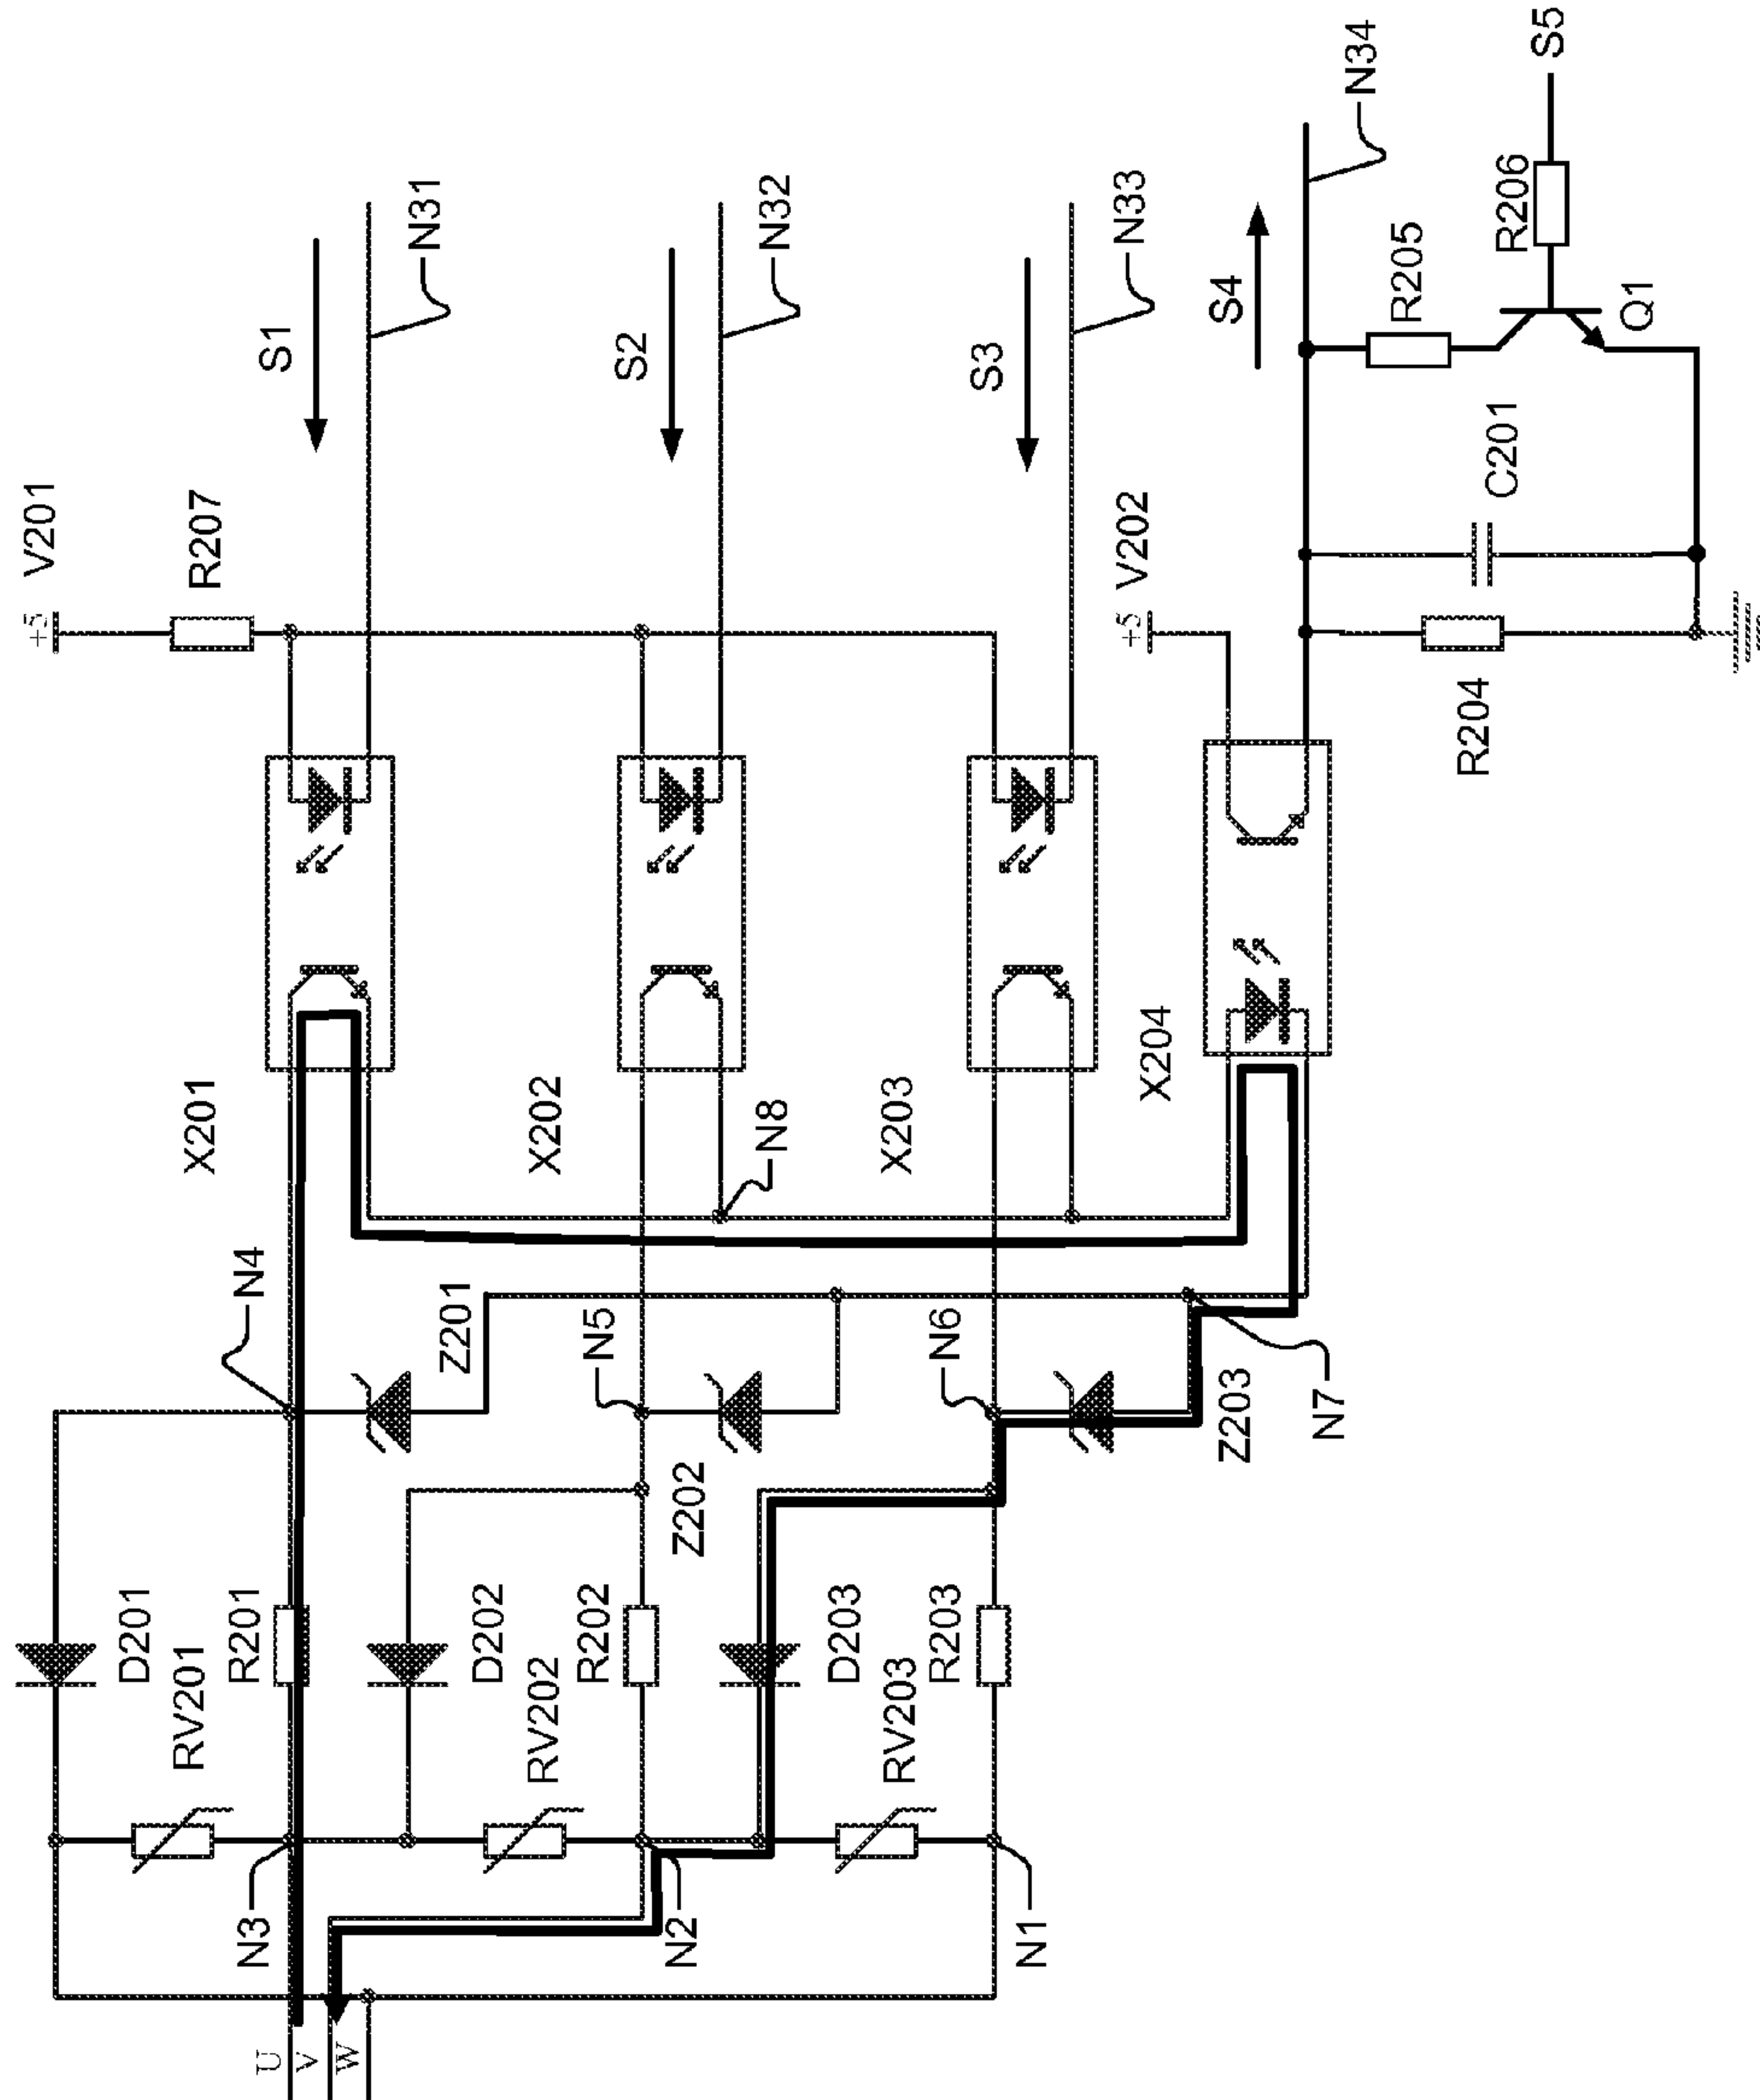 V201
+5
R207
S1
N31
X201
N4
D201
RV201
R201
N3
U
V
W
S2
N32
X202
N8
Z201
N5
D202
RV202
R202
Z202
N2
S3
N33
X203
N6
D203
RV203
R203
Z203
N7
N1
V202
+5
X204
S4
N34
R204
C201
R205
R206
Q1
S5